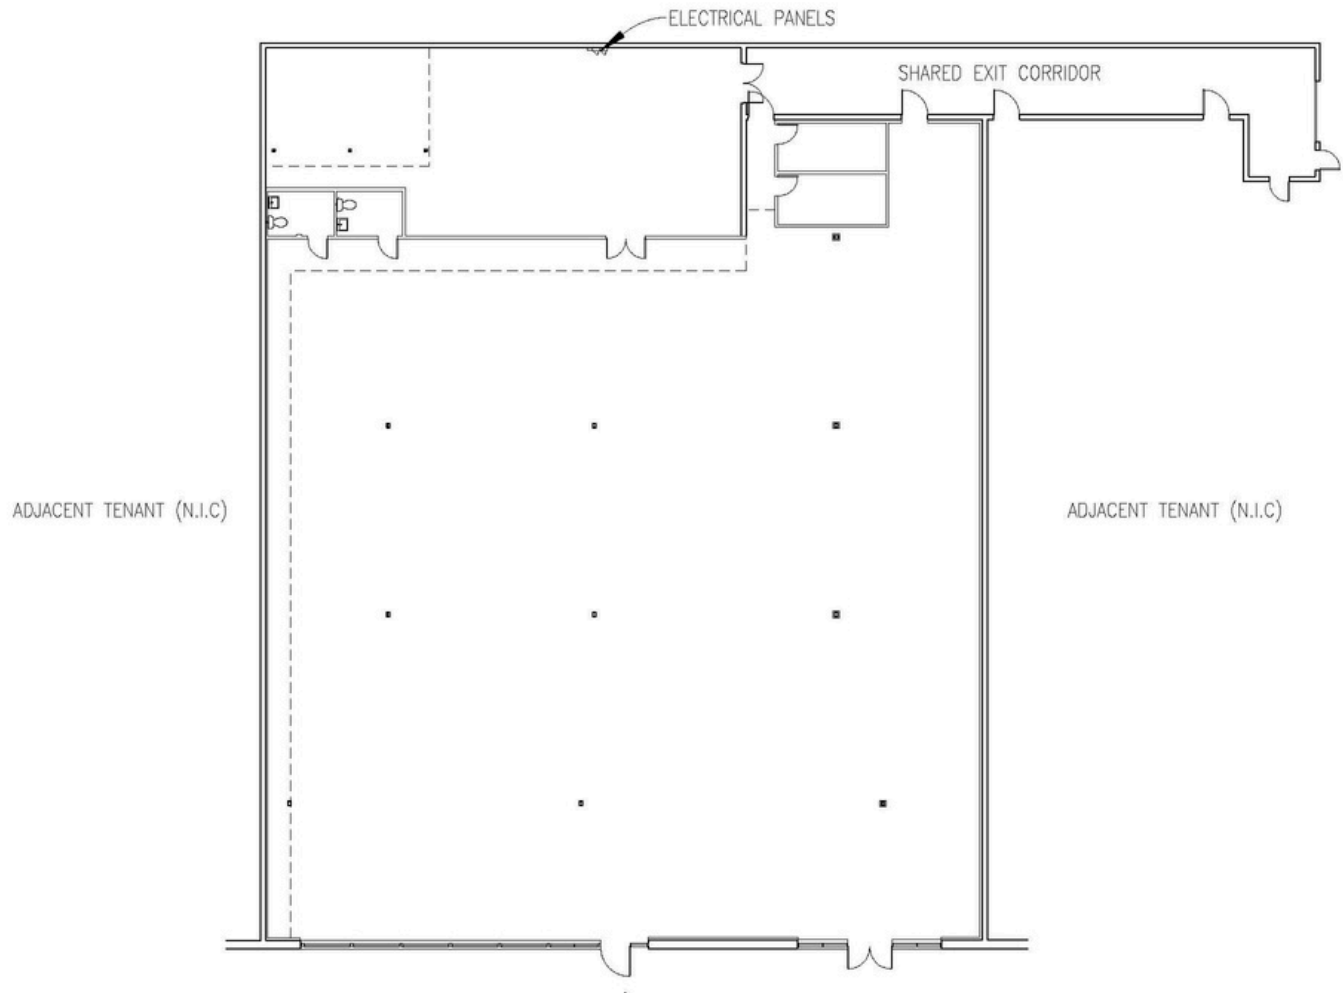 ELECTRICAL PANELS
SHARED EXIT CORRIDOR
ADJACENT TENANT (N.I.C)
ADJACENT TENANT (N.I.C)